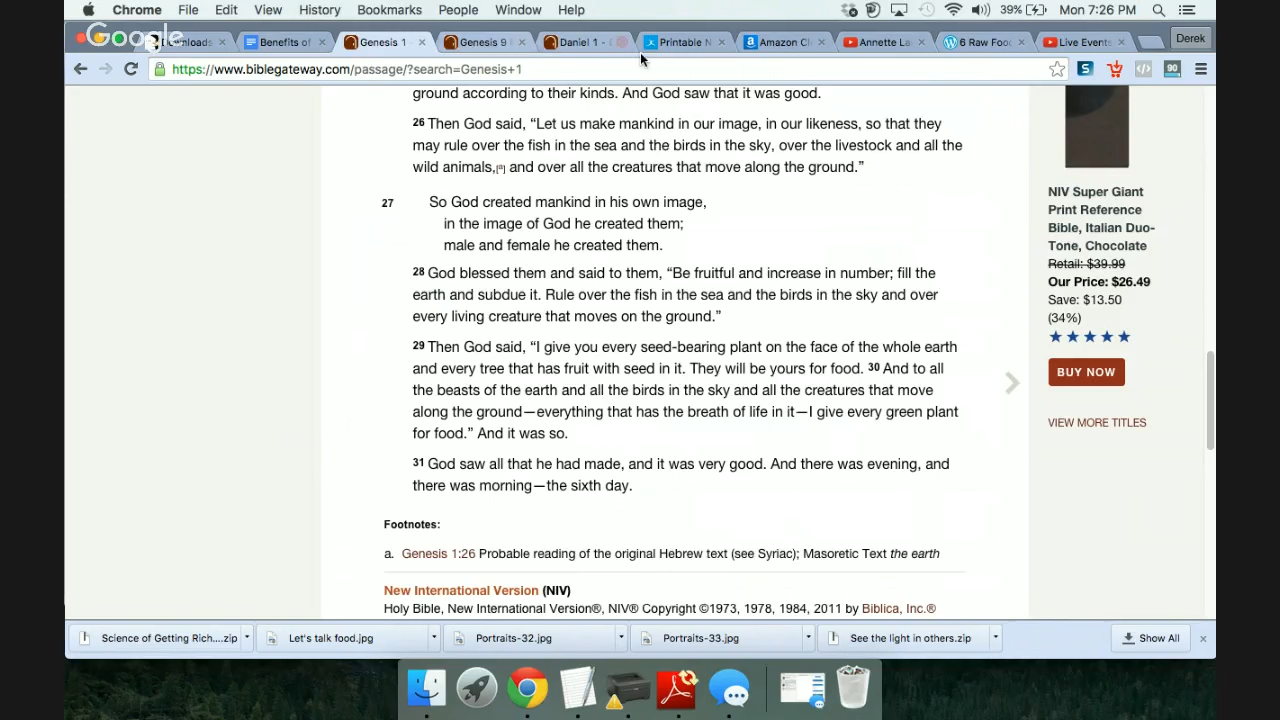 Chrome File Edit View History Bookmarks People Window Help 39% Mon 7:26 PM
Google
Downloads Benefits of Genesis 1 - Genesis 9 Daniel 1 - Printable N Amazon Cl Annette La 6 Raw Foo Live Events Derek
https://www.biblegateway.com/passage/?search=Genesis+1 90
ground according to their kinds. And God saw that it was good.
26 Then God said, “Let us make mankind in our image, in our likeness, so that they
may rule over the fish in the sea and the birds in the sky, over the livestock and all the
wild animals,[a] and over all the creatures that move along the ground.”
27 So God created mankind in his own image,
in the image of God he created them;
male and female he created them.
28 God blessed them and said to them, “Be fruitful and increase in number; fill the
earth and subdue it. Rule over the fish in the sea and the birds in the sky and over
every living creature that moves on the ground.”
29 Then God said, “I give you every seed-bearing plant on the face of the whole earth
and every tree that has fruit with seed in it. They will be yours for food. 30 And to all
the beasts of the earth and all the birds in the sky and all the creatures that move
along the ground—everything that has the breath of life in it—I give every green plant
for food.” And it was so.
31 God saw all that he had made, and it was very good. And there was evening, and
there was morning—the sixth day.
Footnotes:
a. Genesis 1:26 Probable reading of the original Hebrew text (see Syriac); Masoretic Text the earth
New International Version (NIV)
Holy Bible, New International Version®, NIV® Copyright ©1973, 1978, 1984, 2011 by Biblica, Inc.®
NIV Super Giant
Print Reference
Bible, Italian Duo-
Tone, Chocolate
Retail: $39.99
Our Price: $26.49
Save: $13.50
(34%)
BUY NOW
VIEW MORE TITLES
Science of Getting Rich....zip Let's talk food.jpg Portraits-32.jpg Portraits-33.jpg See the light in others.zip Show All